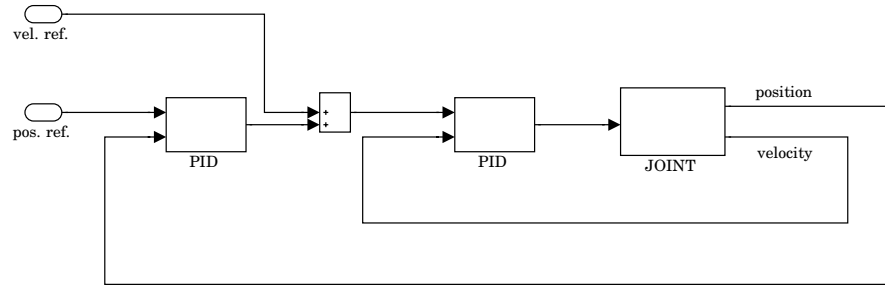 vel. ref.
pos. ref.
+
+
PID
PID
JOINT
position
velocity